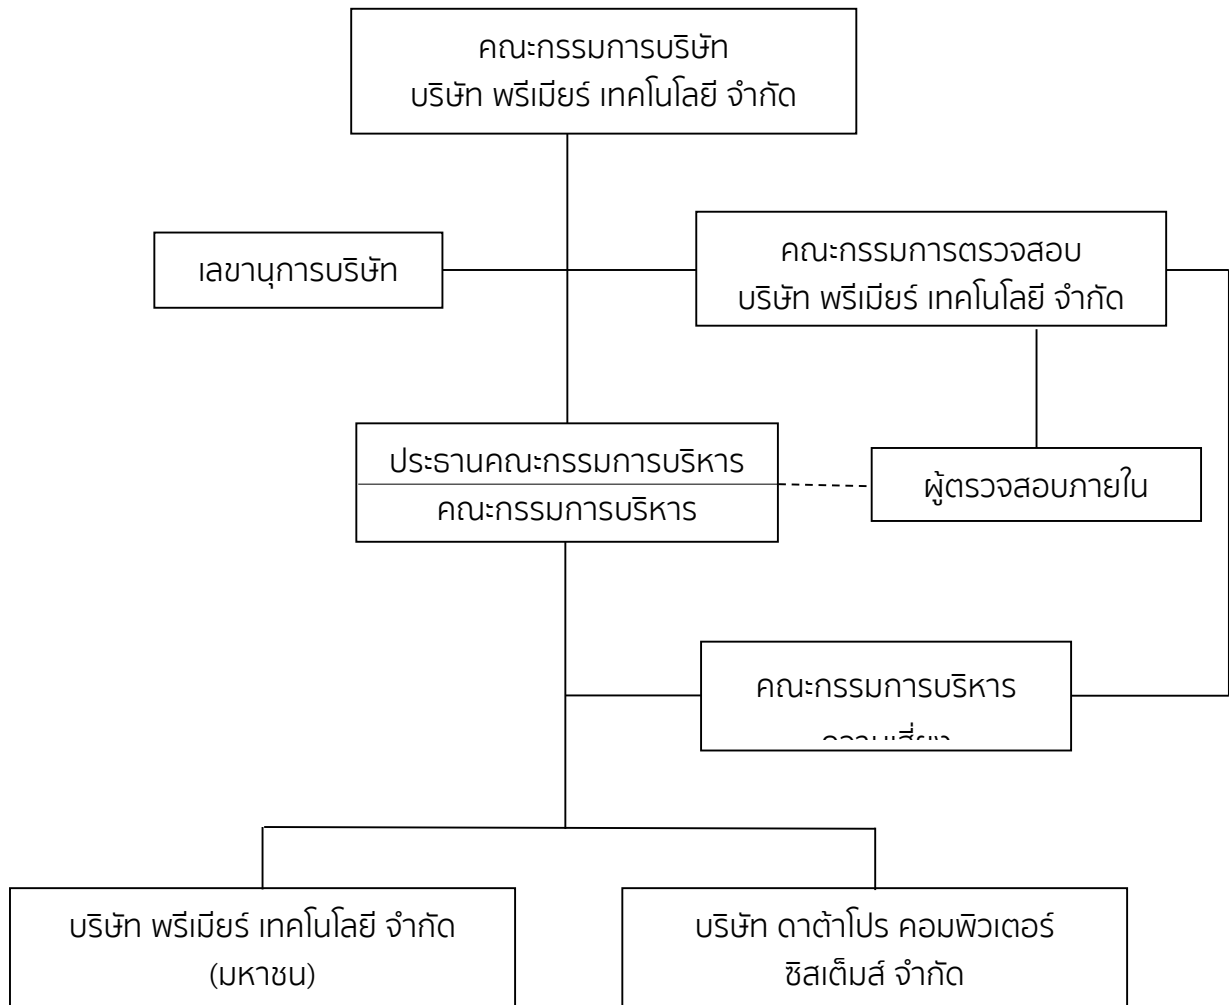 คณะกรรมการบริษัท
บริษัท พรีเมียร์ เทคโนโลยี จำกัด
เลขานุการบริษัท
คณะกรรมการตรวจสอบ
บริษัท พรีเมียร์ เทคโนโลยี จำกัด
ประธานคณะกรรมการบริหาร
คณะกรรมการบริหาร
ผู้ตรวจสอบภายใน
คณะกรรมการบริหาร
บริษัท พรีเมียร์ เทคโนโลยี จำกัด
(มหาชน)
บริษัท ดาต้าโปร คอมพิวเตอร์
ซิสเต็มส์ จำกัด